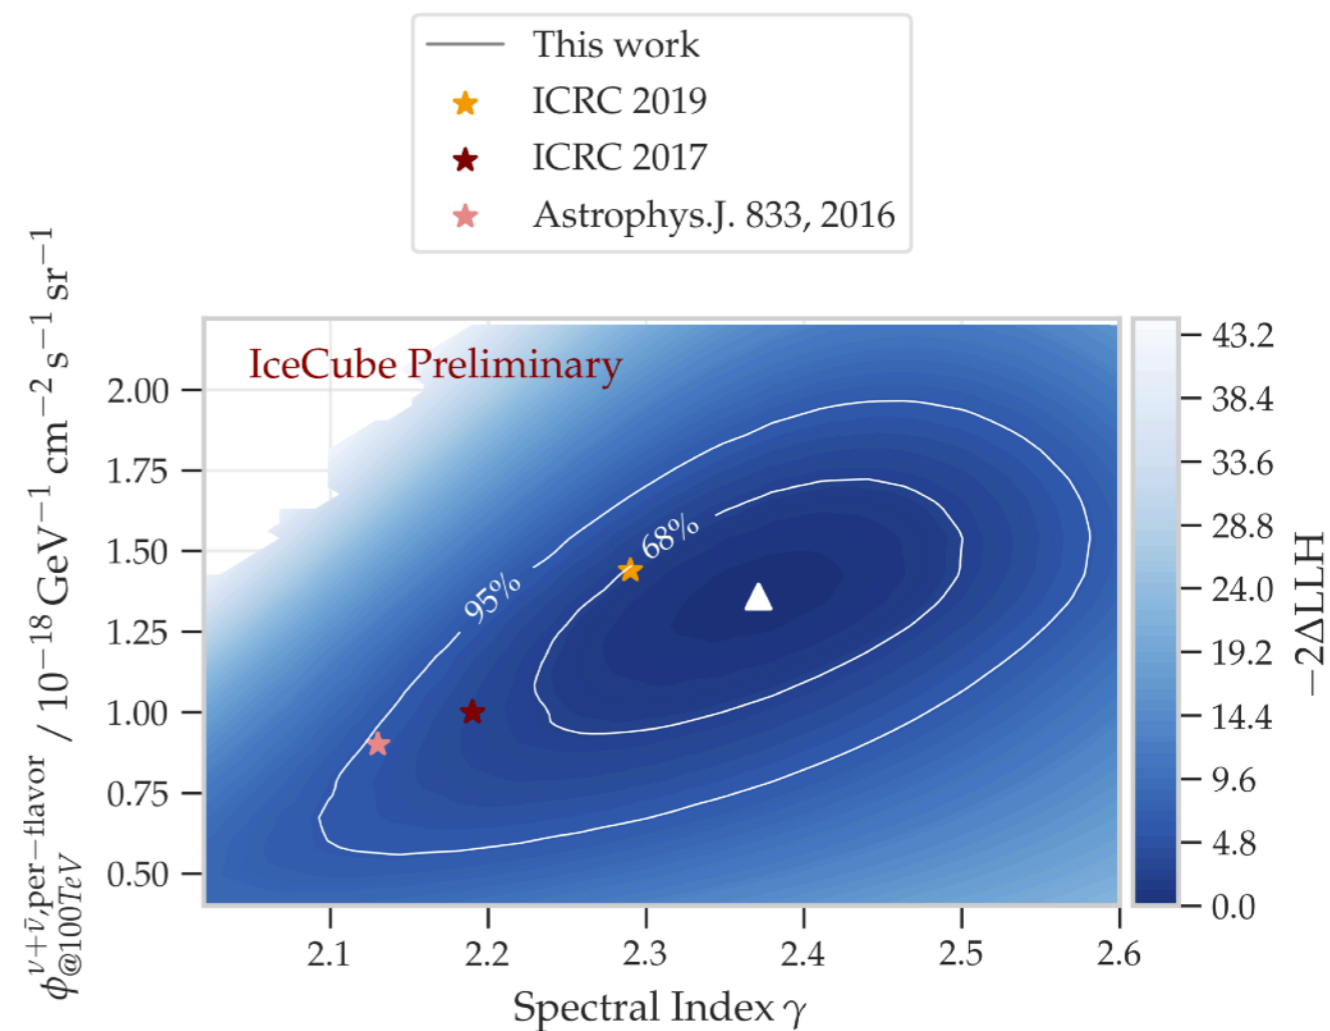 This work
ICRC 2019
ICRC 2017
Astrophys.J. 833, 2016
IceCube Preliminary
ϕ^{ν+ν̄,per−flavor}_{@100TeV} / 10⁻¹⁸ GeV⁻¹ cm⁻² s⁻¹ sr⁻¹
2.00
1.75
1.50
1.25
1.00
0.75
0.50
95%
68%
2.1 2.2 2.3 2.4 2.5 2.6
Spectral Index γ
43.2
38.4
33.6
28.8
24.0
19.2
14.4
9.6
4.8
0.0
−2ΔLLH